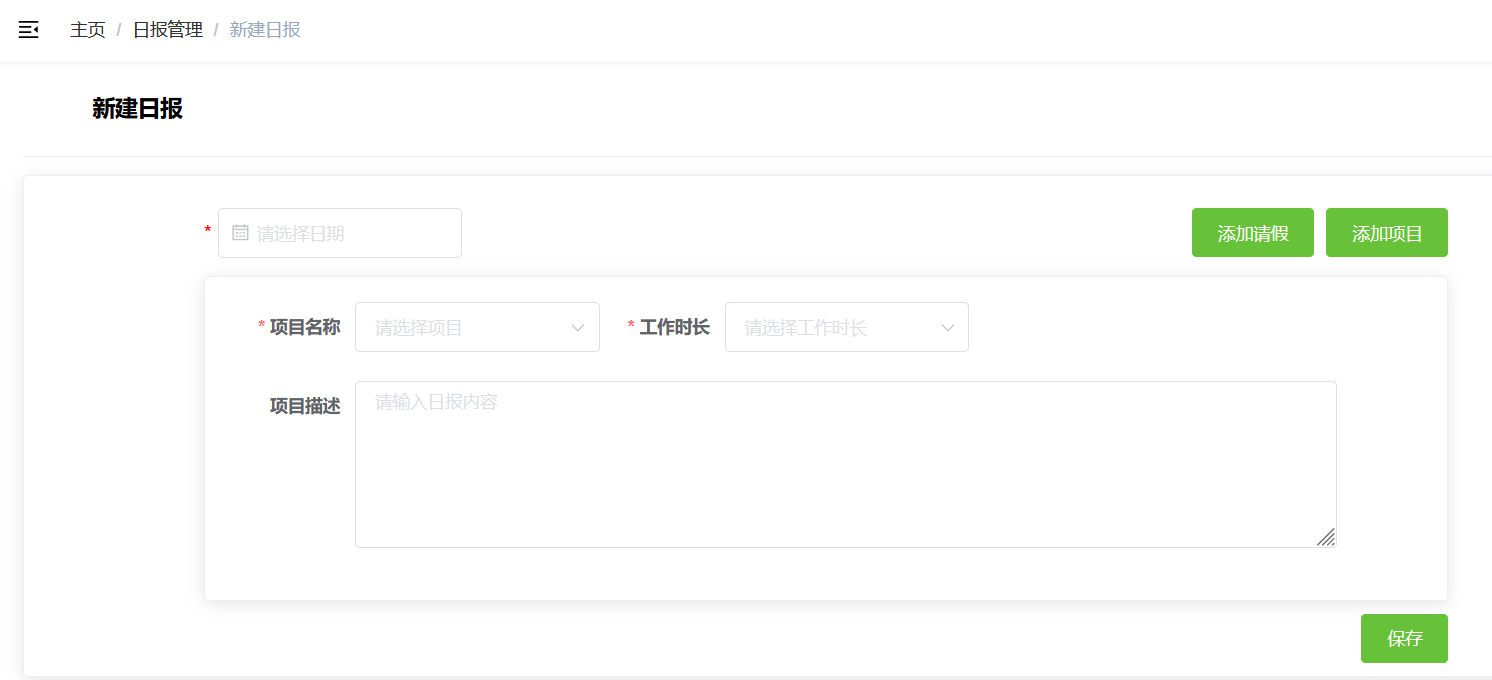 主页 / 日报管理 / 新建日报
新建日报
* 请选择日期 添加请假 添加项目
* 项目名称 请选择项目 * 工作时长 请选择工作时长
项目描述 请输入日报内容
保存